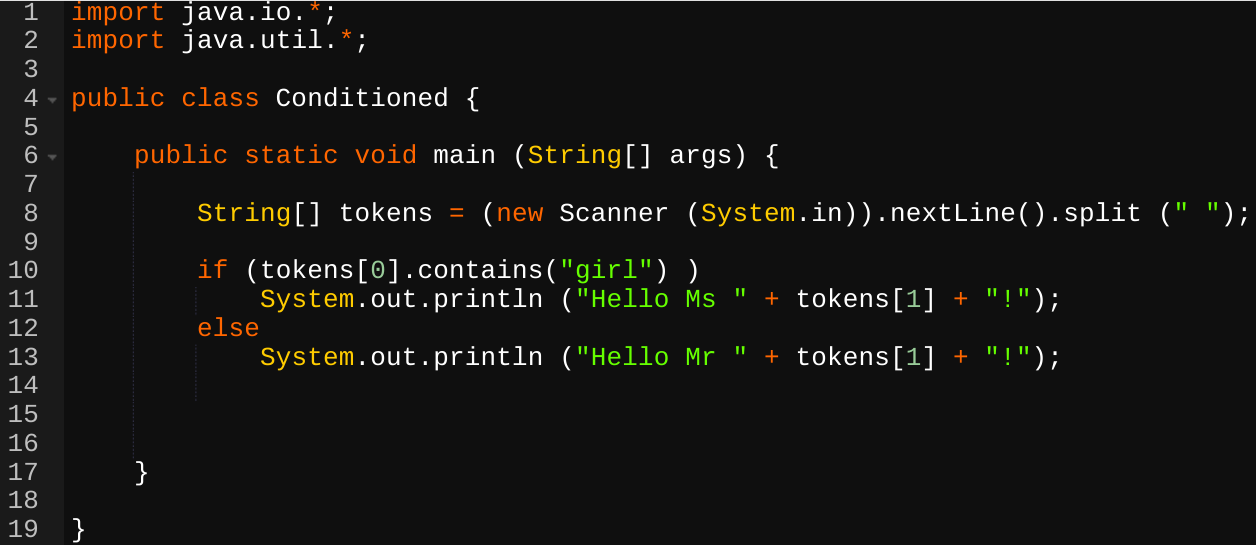 1 import java.io.*;
2 import java.util.*;
3
4 public class Conditioned {
5
6     public static void main (String[] args) {
7
8         String[] tokens = (new Scanner (System.in)).nextLine().split (" ");
9
10         if (tokens[0].contains("girl") )
11             System.out.println ("Hello Ms " + tokens[1] + "!");
12         else
13             System.out.println ("Hello Mr " + tokens[1] + "!");
14
15
16
17     }
18
19 }